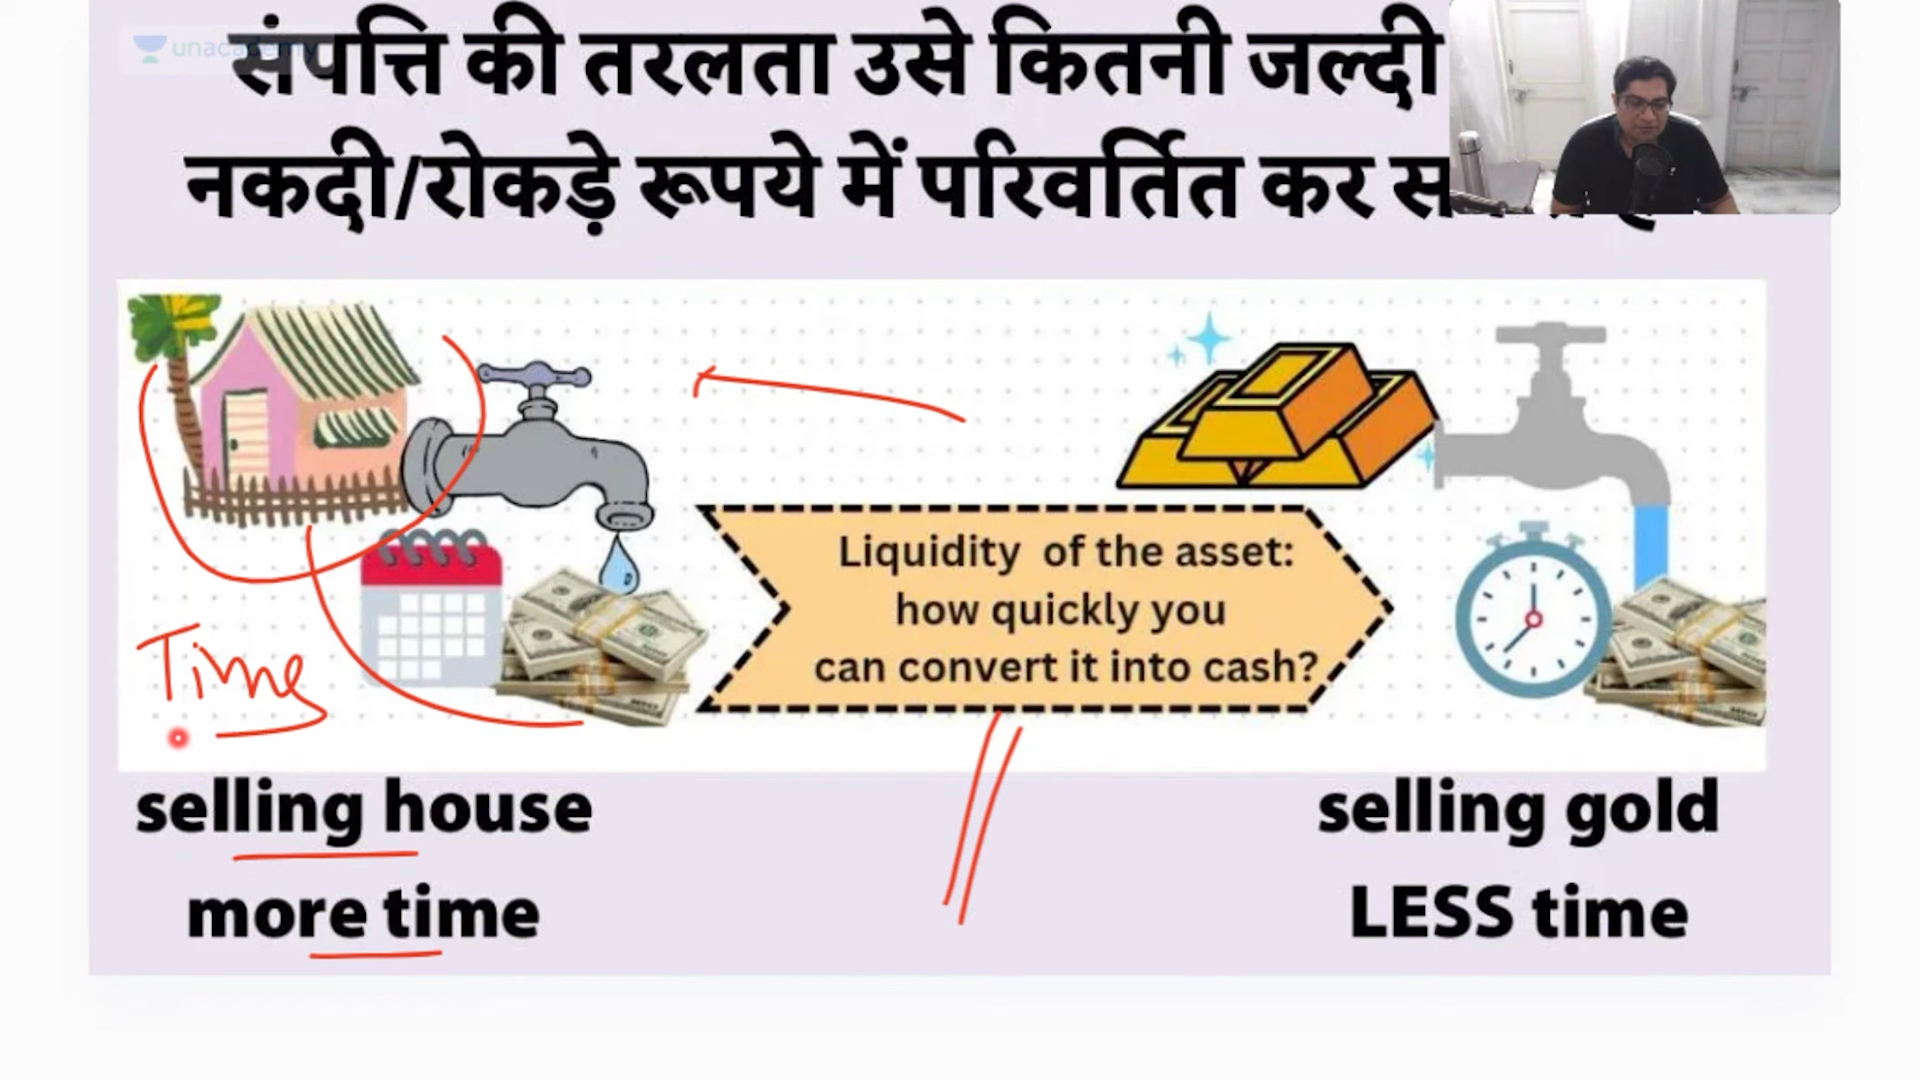 unacademy
संपत्ति की तरलता उसे कितनी जल्दी
नकदी/रोकड़े रूपये में परिवर्तित कर
Liquidity of the asset:
how quickly you
can convert it into cash?
Time
selling house
more time
selling gold
LESS time